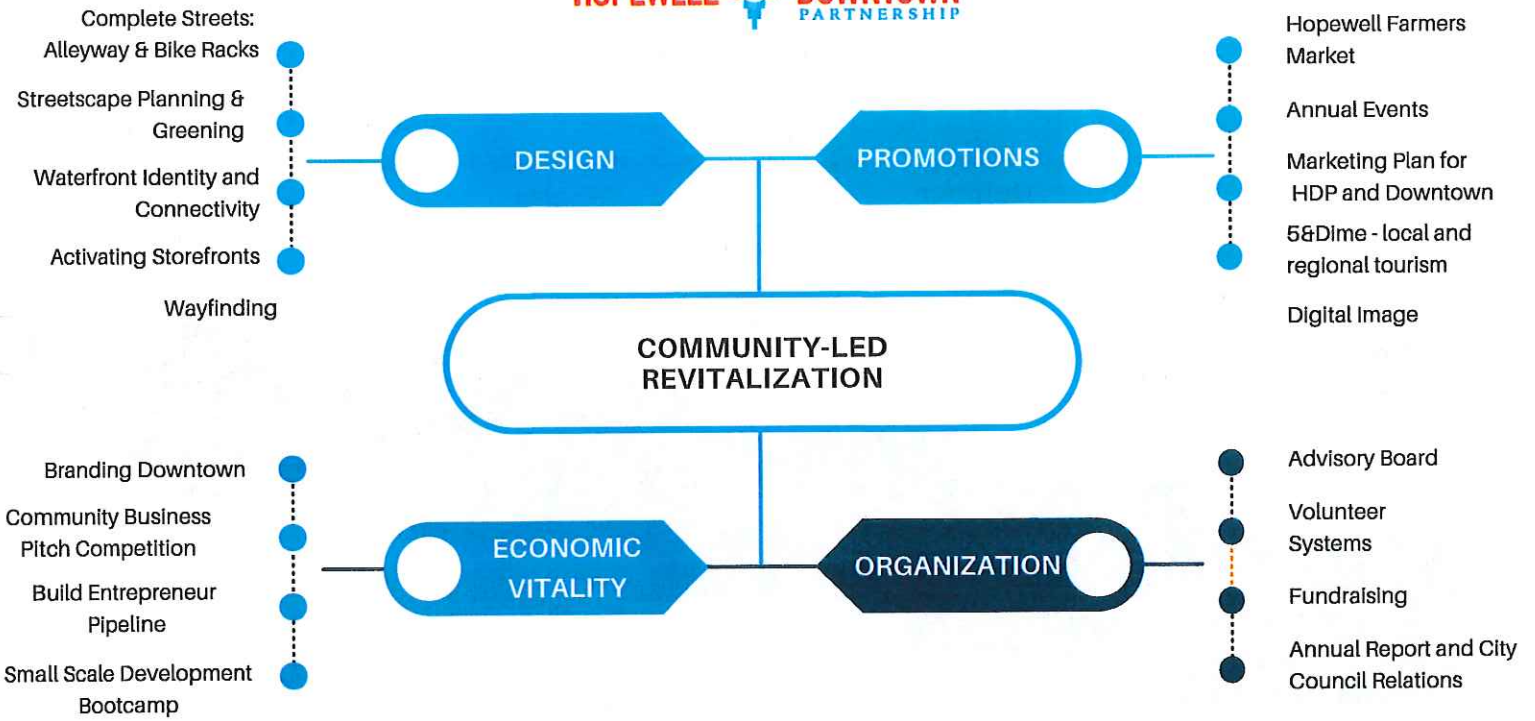 HOPEWELL DOWNTOWN
PARTNERSHIP
Complete Streets:
Alleyway & Bike Racks
Streetscape Planning &
Greening
Waterfront Identity and
Connectivity
Activating Storefronts
Wayfinding
DESIGN
PROMOTIONS
Hopewell Farmers
Market
Annual Events
Marketing Plan for
HDP and Downtown
5&Dime - local and
regional tourism
Digital Image
COMMUNITY-LED
REVITALIZATION
Branding Downtown
Community Business
Pitch Competition
Build Entrepreneur
Pipeline
Small Scale Development
Bootcamp
ECONOMIC
VITALITY
ORGANIZATION
Advisory Board
Volunteer
Systems
Fundraising
Annual Report and City
Council Relations